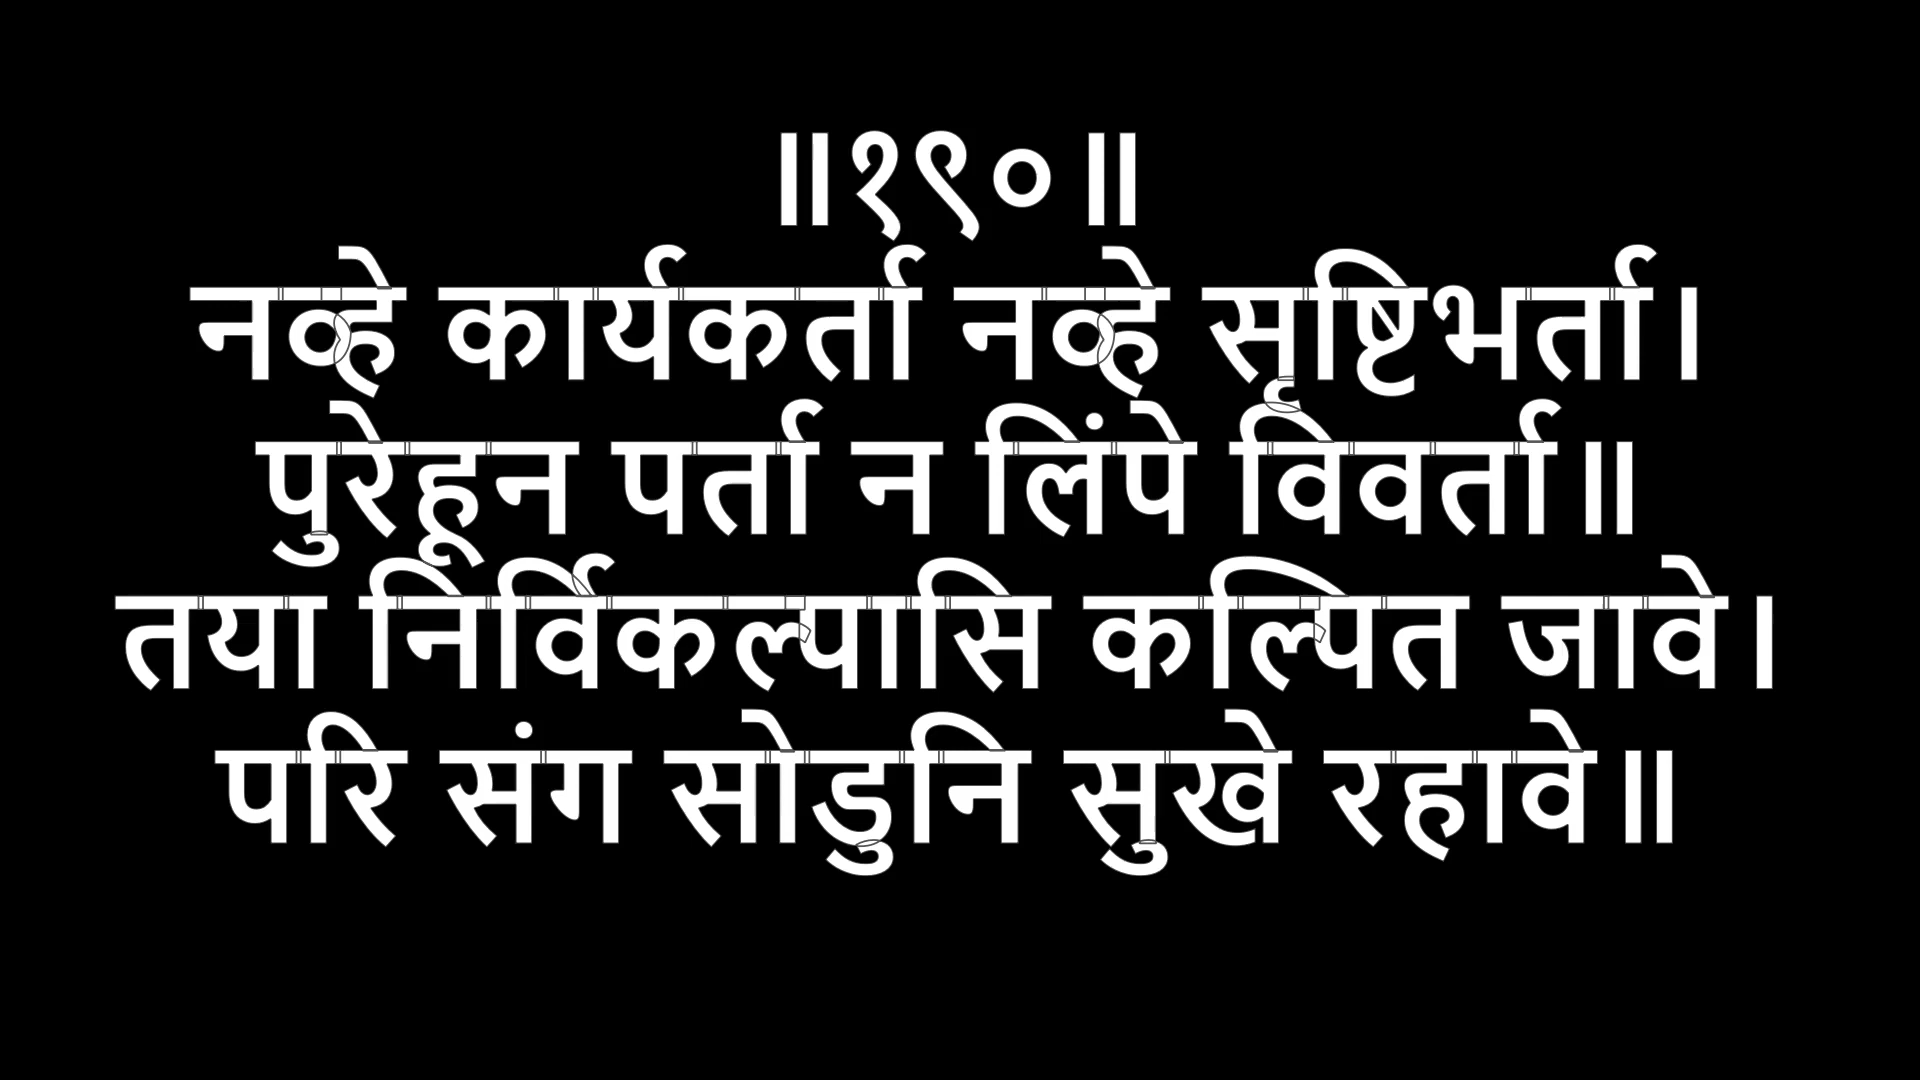 ॥१९०॥
नव्हे कार्यकर्ता नव्हे सृष्टिभर्ता।
पुरेहून पर्ता न लिंपे विवर्ता॥
तया निर्विकल्पासि कल्पित जावे।
परि संग सोडुनि सुखे रहावे॥